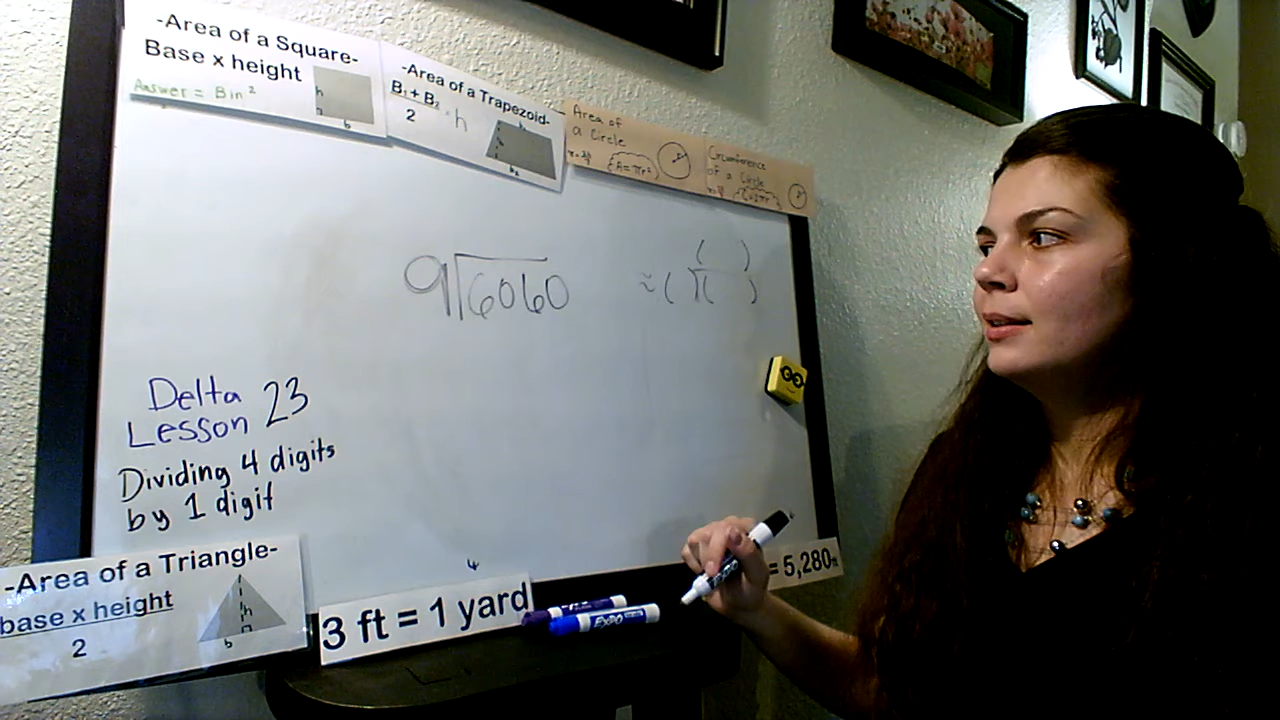 -Area of a Square-
Base x height
Answer = 8in²
h
b
-Area of a Trapezoid-
B₁ + B₂
2
· h
Area of
a Circle
(A = πr²)
Circumference
of a Circle
9
6060
≈ ( ) ( )
( )
Delta
Lesson 23
Dividing 4 digits
by 1 digit
-Area of a Triangle-
base x height
2
h
b
3 ft = 1 yard
EXPO
= 5,280ft